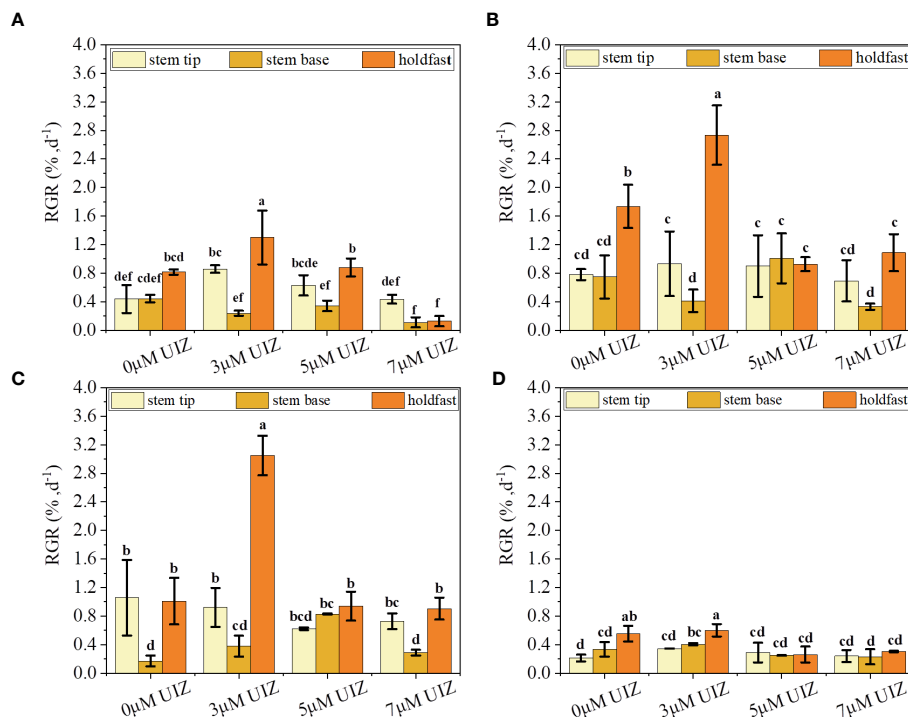 A
stem tip stem base holdfast
RGR (% ,d⁻¹)
4.0
3.6
3.2
2.8
2.4
2.0
1.6
1.2
0.8
0.4
0.0
def cdef bcd bc ef a bcde ef b def f f
0μM UIZ 3μM UIZ 5μM UIZ 7μM UIZ
B
stem tip stem base holdfast
RGR (% ,d⁻¹)
4.0
3.6
3.2
2.8
2.4
2.0
1.6
1.2
0.8
0.4
0.0
cd cd b c d a c c c cd d c
0μM UIZ 3μM UIZ 5μM UIZ 7μM UIZ
C
stem tip stem base holdfast
RGR (% ,d⁻¹)
4.0
3.6
3.2
2.8
2.4
2.0
1.6
1.2
0.8
0.4
0.0
b d b b cd a bcd bc b bc d b
0μM UIZ 3μM UIZ 5μM UIZ 7μM UIZ
D
stem tip stem base holdfast
RGR (% ,d⁻¹)
4.0
3.6
3.2
2.8
2.4
2.0
1.6
1.2
0.8
0.4
0.0
d cd ab cd bc a cd cd cd cd d cd
0μM UIZ 3μM UIZ 5μM UIZ 7μM UIZ